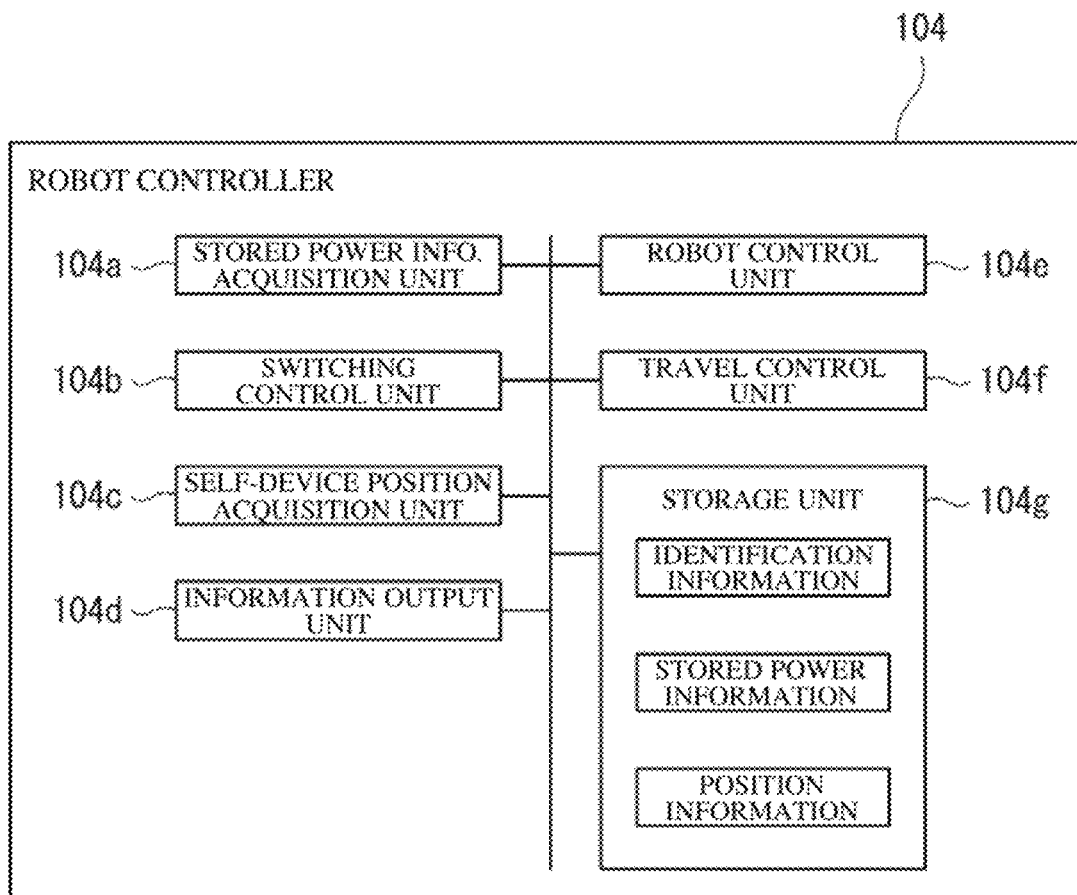 104
ROBOT CONTROLLER
104a
STORED POWER INFO.
ACQUISITION UNIT
ROBOT CONTROL
UNIT
104e
104b
SWITCHING
CONTROL UNIT
TRAVEL CONTROL
UNIT
104f
104c
SELF-DEVICE POSITION
ACQUISITION UNIT
STORAGE UNIT
104g
IDENTIFICATION
INFORMATION
104d
INFORMATION OUTPUT
UNIT
STORED POWER
INFORMATION
POSITION
INFORMATION